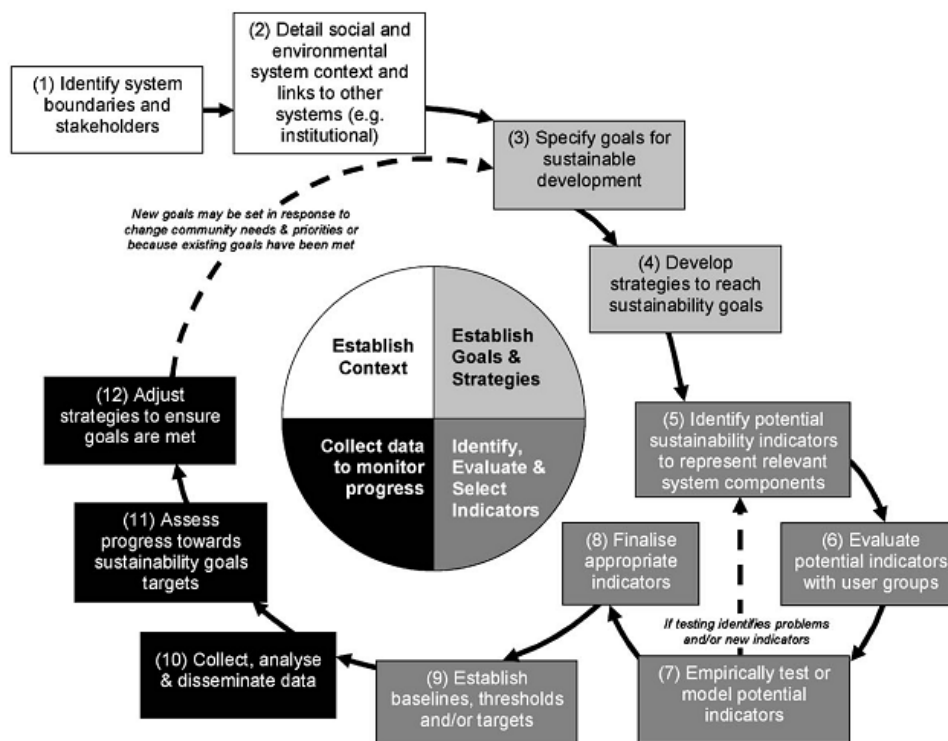 (1) Identify system
boundaries and
stakeholders
(2) Detail social and
environmental
system context and
links to other
systems (e.g.
institutional)
(3) Specify goals for
sustainable
development
New goals may be set in response to
change community needs & priorities or
because existing goals have been met
(4) Develop
strategies to reach
sustainability goals
Establish
Context
Establish
Goals &
Strategies
Collect data
to monitor
progress
Identify,
Evaluate &
Select
Indicators
(5) Identify potential
sustainability indicators
to represent relevant
system components
(6) Evaluate
potential indicators
with user groups
If testing identifies problems
and/or new indicators
(7) Empirically test or
model potential
indicators
(8) Finalise
appropriate
indicators
(9) Establish
baselines, thresholds
and/or targets
(10) Collect, analyse
& disseminate data
(11) Assess
progress towards
sustainability goals
targets
(12) Adjust
strategies to ensure
goals are met